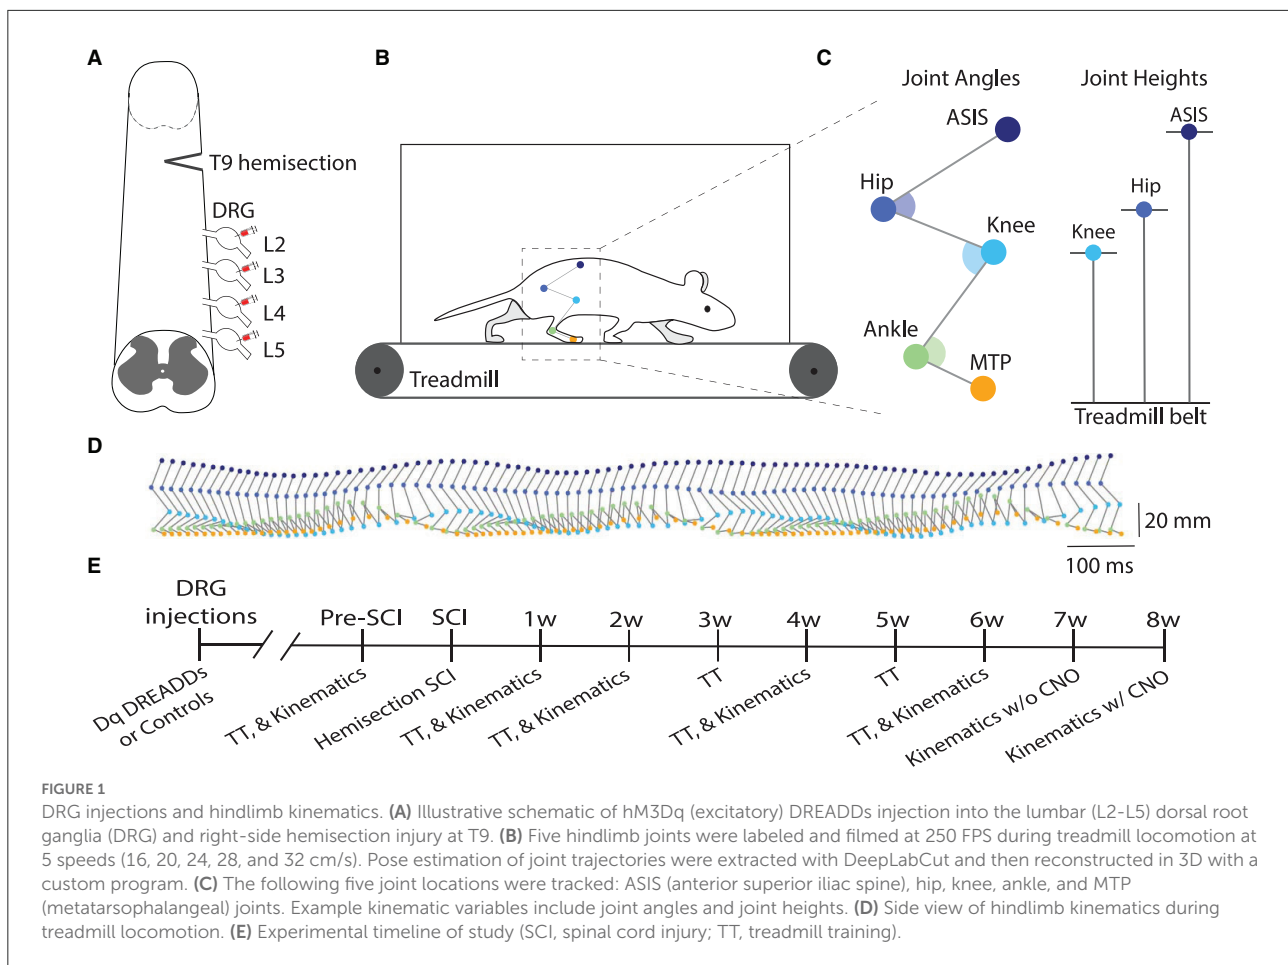 A
T9 hemisection
DRG
L2
L3
L4
L5
B
Treadmill
C
Joint Angles
ASIS
Hip
Knee
Ankle
MTP
Joint Heights
ASIS
Hip
Knee
Treadmill belt
D
20 mm
100 ms
E
DRG
injections
Pre-SCI
SCI
1w
2w
3w
4w
5w
6w
7w
8w
Dq DREADDs
or Controls
TT, & Kinematics
Hemisection SCI
TT, & Kinematics
TT, & Kinematics
TT
TT, & Kinematics
TT
TT, & Kinematics
Kinematics w/o CNO
Kinematics w/ CNO
FIGURE 1
DRG injections and hindlimb kinematics. (A) Illustrative schematic of hM3Dq (excitatory) DREADDs injection into the lumbar (L2-L5) dorsal root
ganglia (DRG) and right-side hemisection injury at T9. (B) Five hindlimb joints were labeled and filmed at 250 FPS during treadmill locomotion at
5 speeds (16, 20, 24, 28, and 32 cm/s). Pose estimation of joint trajectories were extracted with DeepLabCut and then reconstructed in 3D with a
custom program. (C) The following five joint locations were tracked: ASIS (anterior superior iliac spine), hip, knee, ankle, and MTP
(metatarsophalangeal) joints. Example kinematic variables include joint angles and joint heights. (D) Side view of hindlimb kinematics during
treadmill locomotion. (E) Experimental timeline of study (SCI, spinal cord injury; TT, treadmill training).